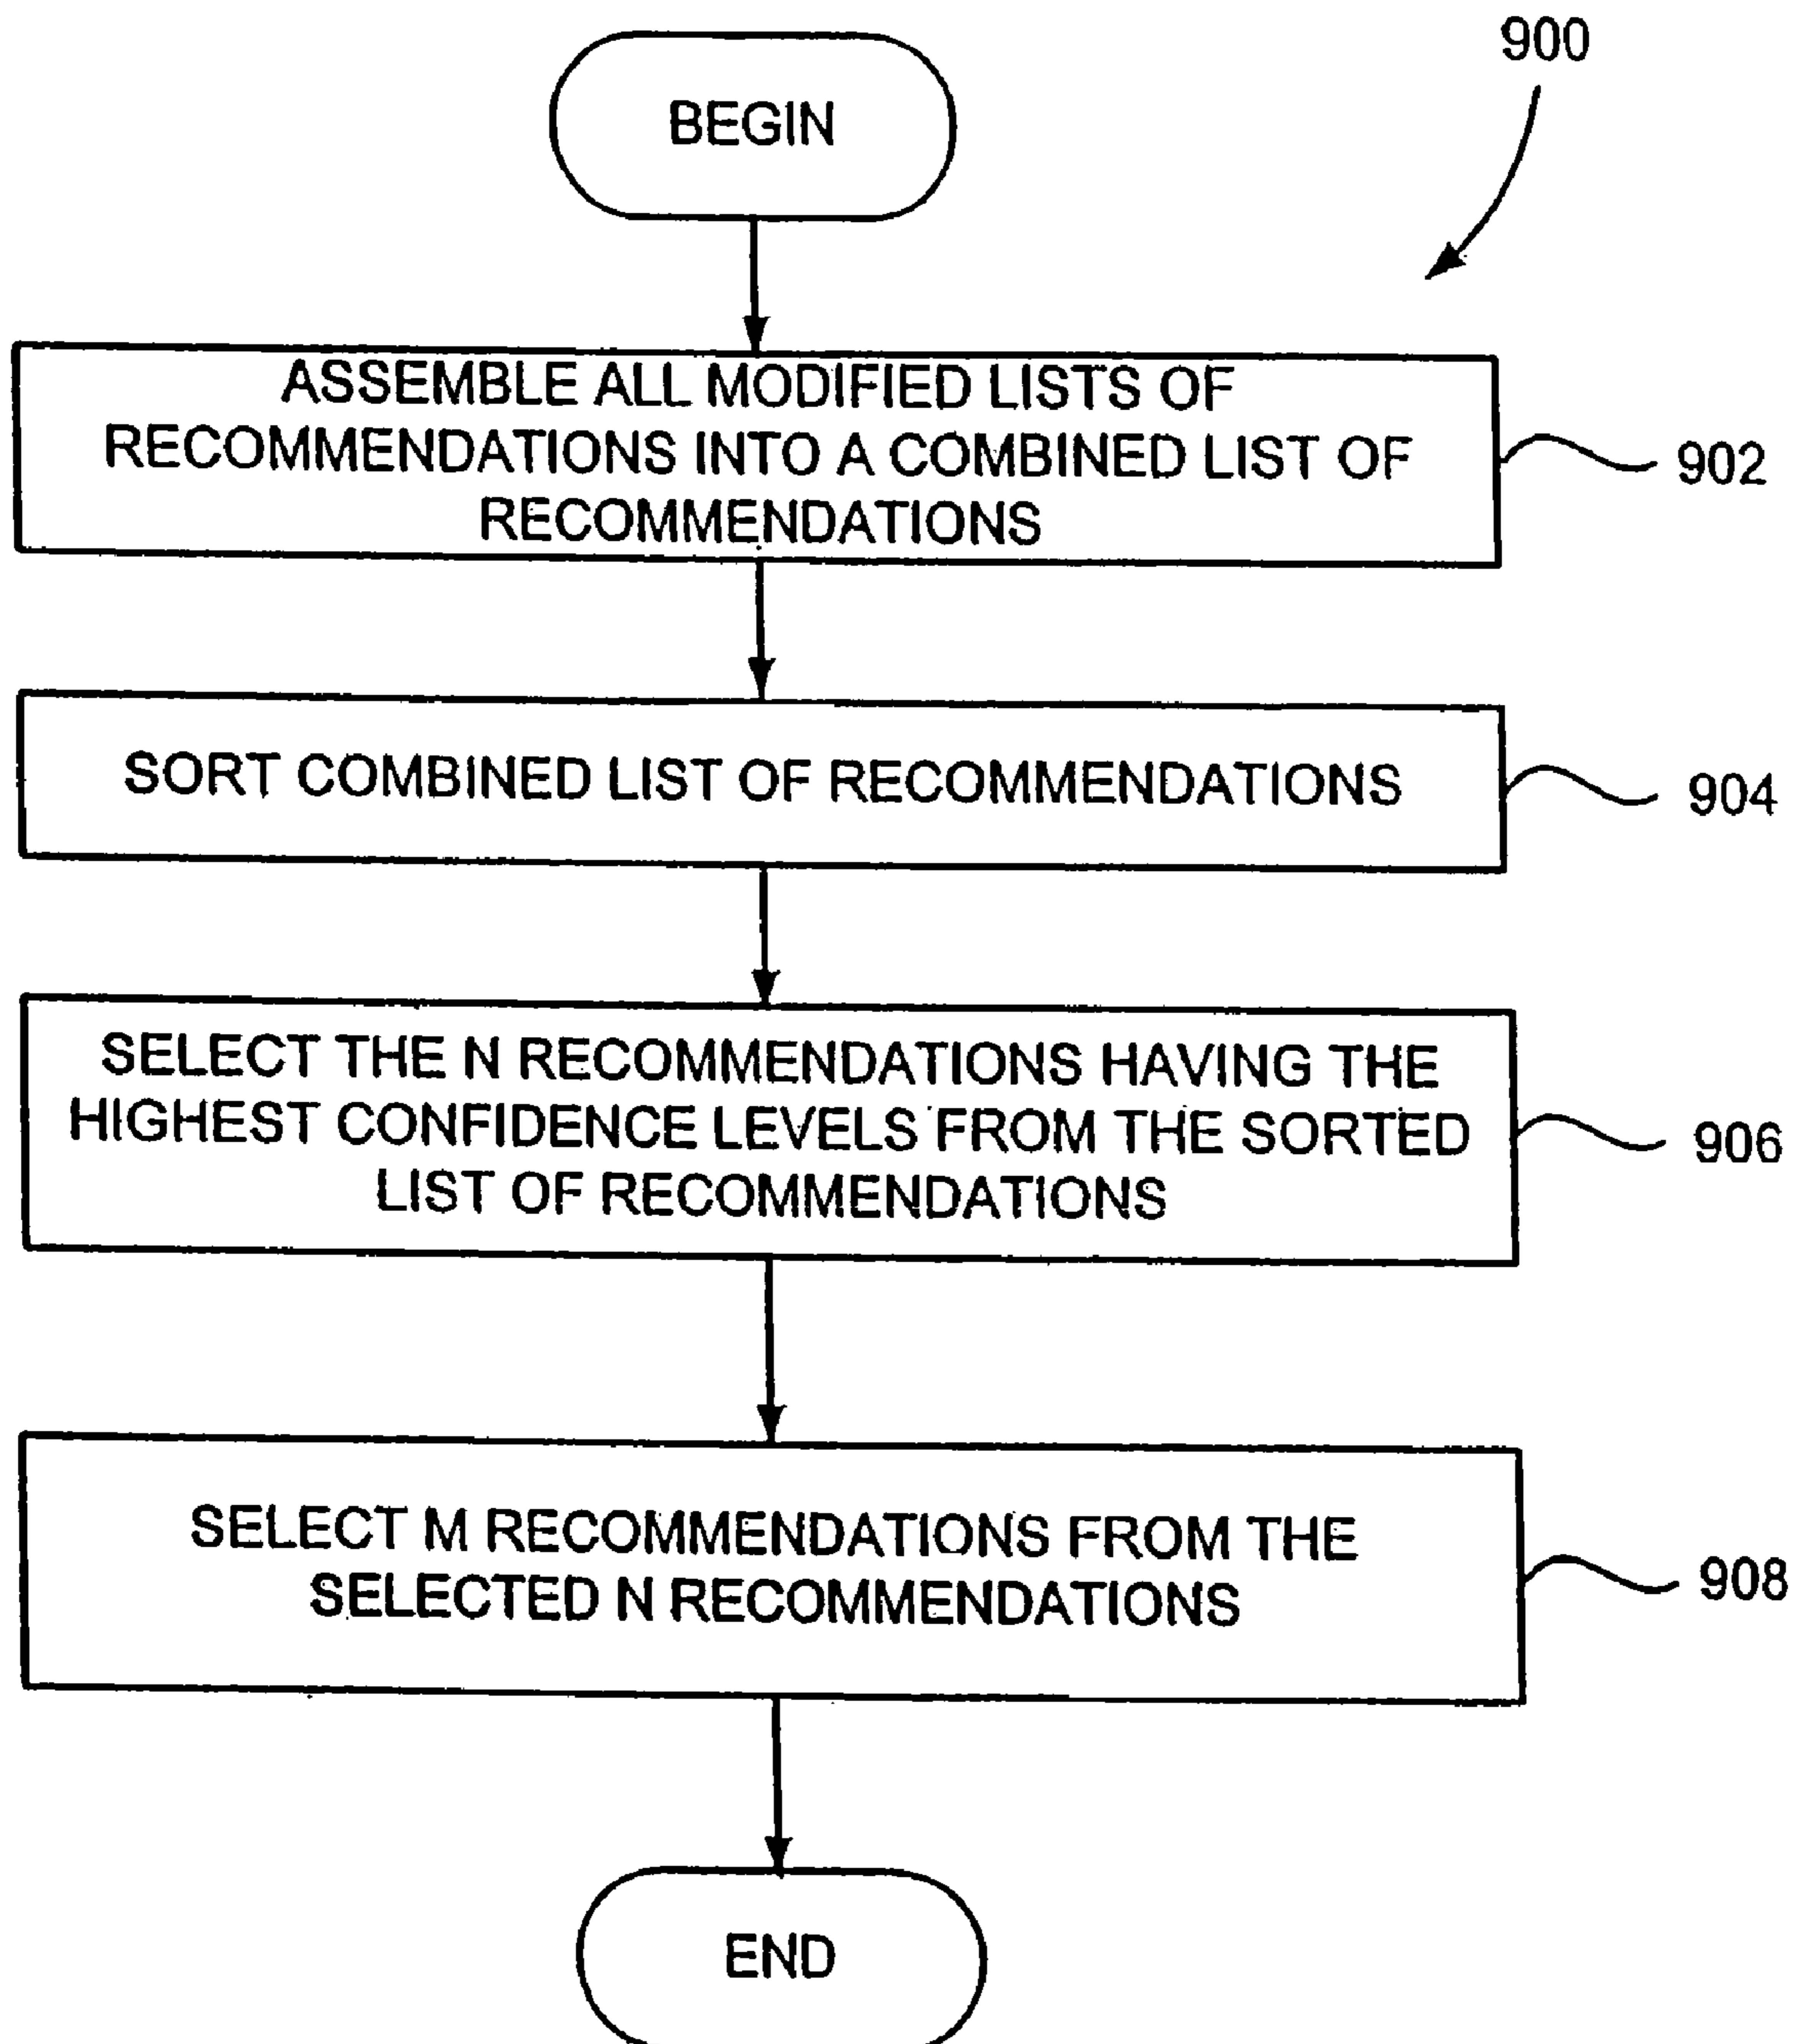 900
BEGIN
ASSEMBLE ALL MODIFIED LISTS OF
RECOMMENDATIONS INTO A COMBINED LIST OF
RECOMMENDATIONS
902
SORT COMBINED LIST OF RECOMMENDATIONS
904
SELECT THE N RECOMMENDATIONS HAVING THE
HIGHEST CONFIDENCE LEVELS FROM THE SORTED
LIST OF RECOMMENDATIONS
906
SELECT M RECOMMENDATIONS FROM THE
SELECTED N RECOMMENDATIONS
908
END